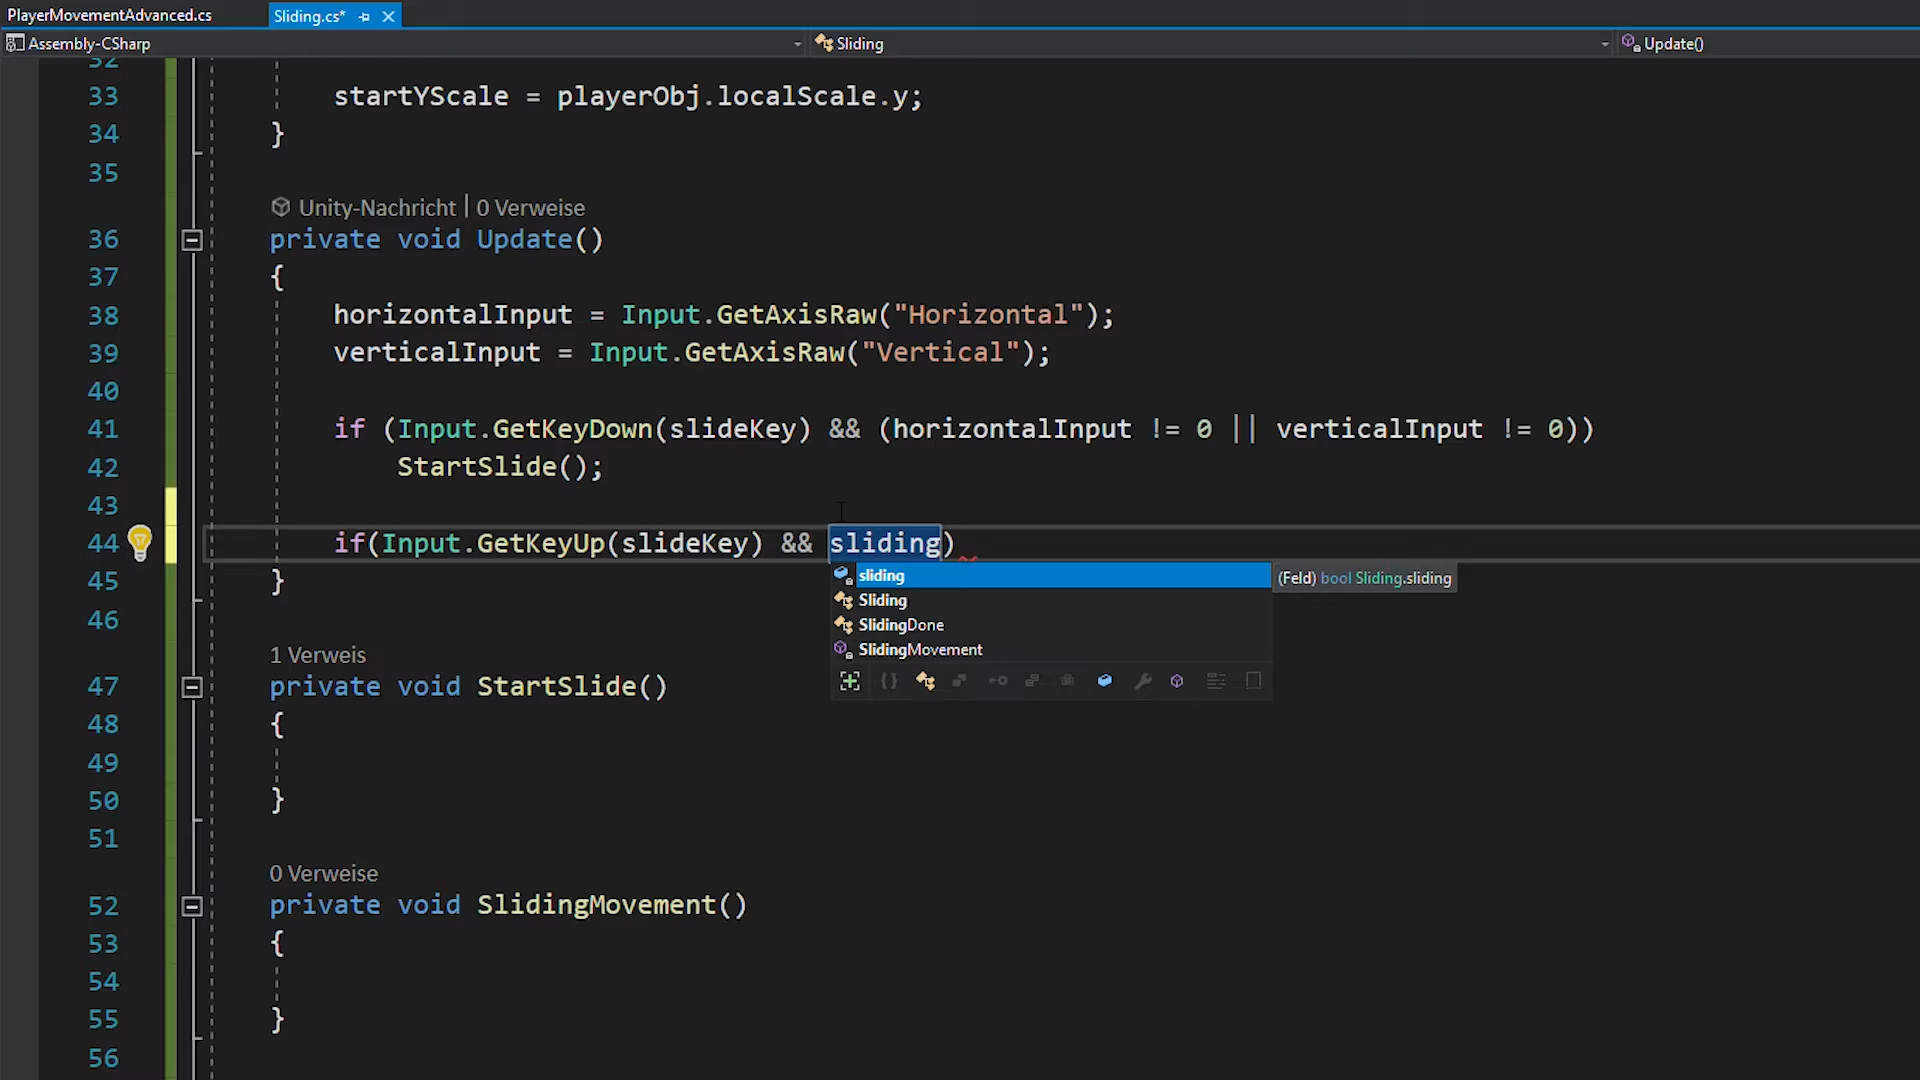 PlayerMovementAdvanced.cs
Sliding.cs*
Assembly-CSharp
Sliding
Update()
32
33 startYScale = playerObj.localScale.y;
34 }
35
Unity-Nachricht | 0 Verweise
36 private void Update()
37 {
38 horizontalInput = Input.GetAxisRaw("Horizontal");
39 verticalInput = Input.GetAxisRaw("Vertical");
40
41 if (Input.GetKeyDown(slideKey) && (horizontalInput != 0 || verticalInput != 0))
42 StartSlide();
43
44 if(Input.GetKeyUp(slideKey) && sliding)
sliding
(Feld) bool Sliding.sliding
Sliding
SlidingDone
SlidingMovement
45 }
46
1 Verweis
47 private void StartSlide()
48 {
49
50 }
51
0 Verweise
52 private void SlidingMovement()
53 {
54
55 }
56